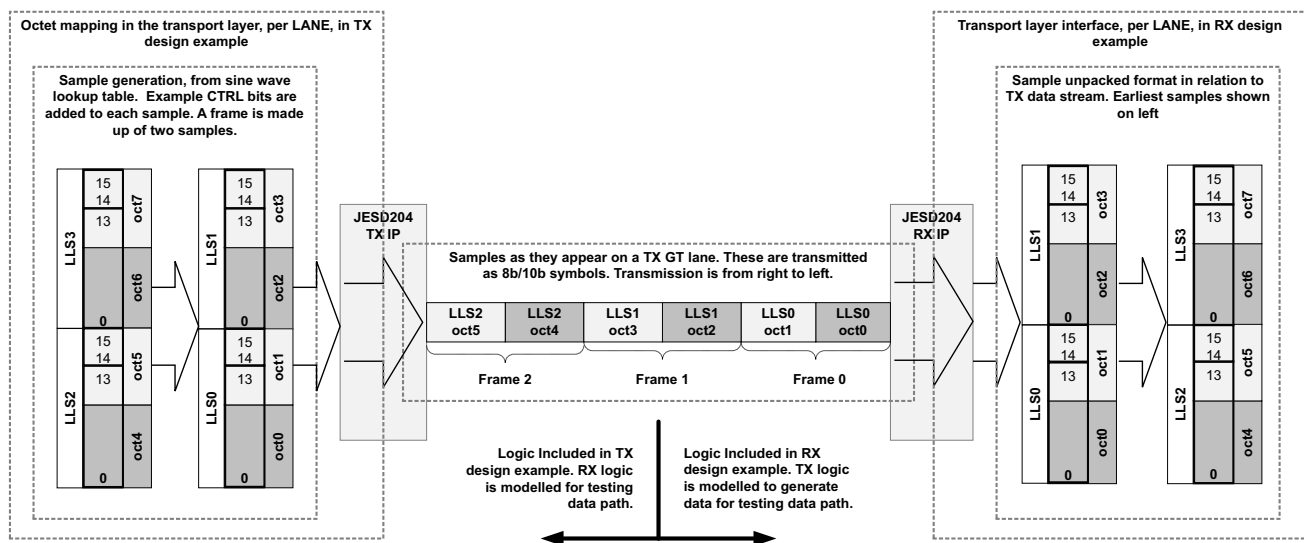 Octet mapping in the transport layer, per LANE, in TX
design example
Sample generation, from sine wave
lookup table.  Example CTRL bits are
added to each sample. A frame is made
up of two samples.
LLS3
15
14
13
0
oct7
oct6
LLS2
15
14
13
0
oct5
oct4
LLS1
15
14
13
0
oct3
oct2
LLS0
15
14
13
0
oct1
oct0
JESD204
TX IP
Samples as they appear on a TX GT lane. These are transmitted
as 8b/10b symbols. Transmission is from right to left.
LLS2
oct5
LLS2
oct4
LLS1
oct3
LLS1
oct2
LLS0
oct1
LLS0
oct0
Frame 2
Frame 1
Frame 0
Logic Included in TX
design example. RX logic
is modelled for testing
data path.
Logic Included in RX
design example. TX logic
is modelled to generate
data for testing data path.
JESD204
RX IP
Transport layer interface, per LANE, in RX design
example
Sample unpacked format in relation to
TX data stream. Earliest samples shown
on left
LLS1
15
14
13
0
oct3
oct2
LLS0
15
14
13
0
oct1
oct0
LLS3
15
14
13
0
oct7
oct6
LLS2
15
14
13
0
oct5
oct4